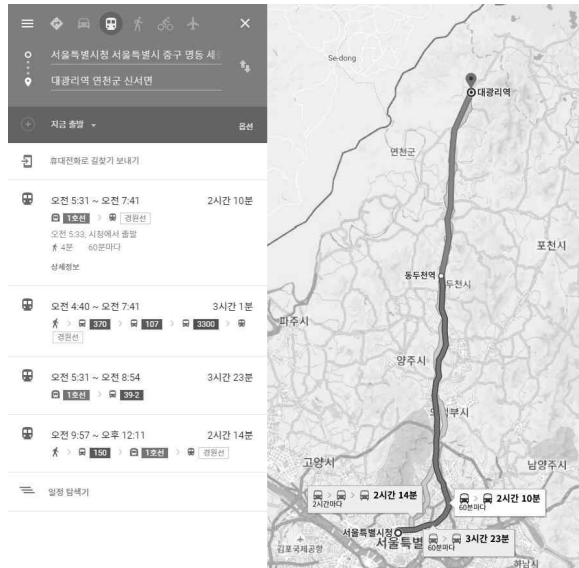 서울특별시청 서울특별시 중구 명동 세
대광리역 연천군 신서면
지금 출발
옵션
휴대전화로 길찾기 보내기
오전 5:31 ~ 오전 7:41 2시간 10분
1호선 > 경원선
오전 5:33, 시청에서 출발
4분 60분마다
상세정보
오전 4:40 ~ 오전 7:41 3시간 1분
> 370 > 107 > 3300 >
경원선
오전 5:31 ~ 오전 8:54 3시간 23분
1호선 > 39-2
오전 9:57 ~ 오후 12:11 2시간 14분
> 150 > 1호선 > 경원선
일정 탐색기
Se-dong
대광리역
연천군
포천시
동두천역
두천시
파주시
양주시
의정부시
고양시
남양주시
2시간 14분
2시간마다
2시간 10분
60분마다
서울특별시청
서울특별
3시간 23분
60분마다
김포국제공항
하남시